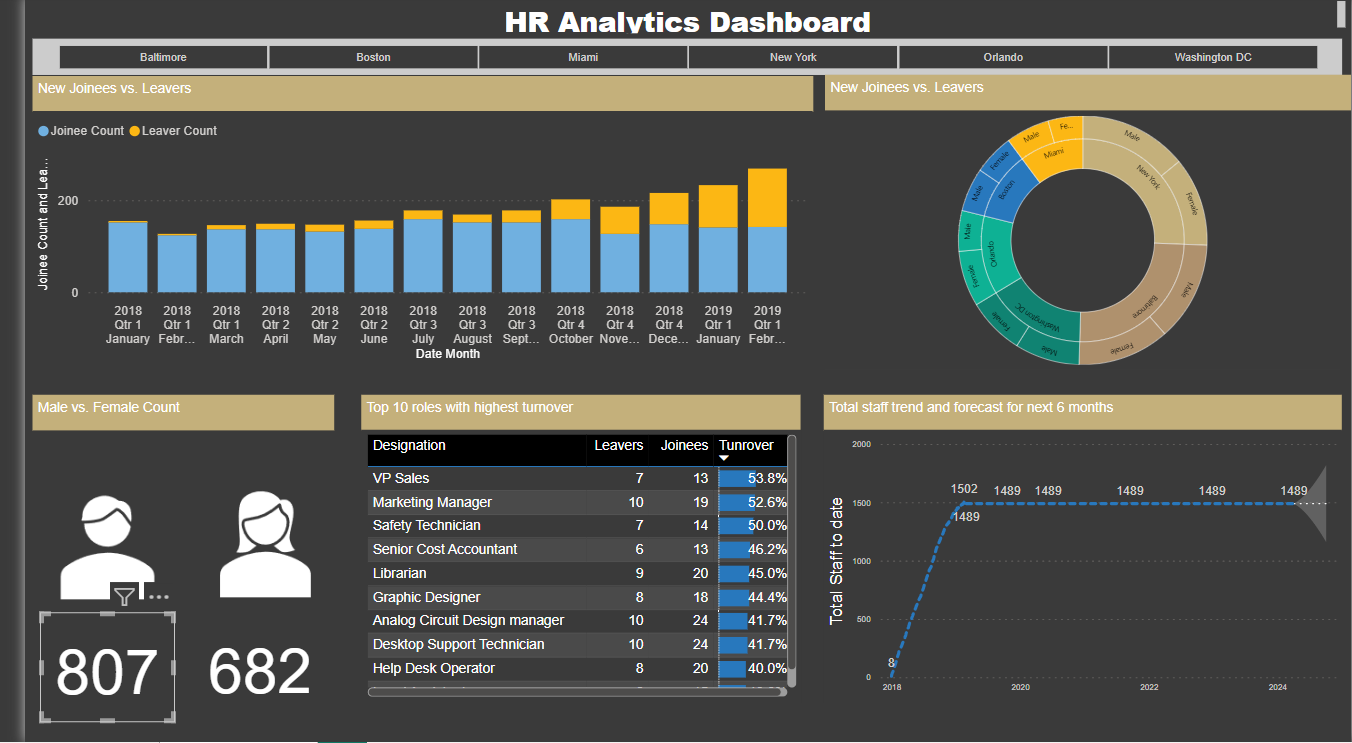 HR Analytics Dashboard
Baltimore Boston Miami New York Orlando Washington DC
New Joinees vs. Leavers
New Joinees vs. Leavers
Joinee Count Leaver Count
Joinee Count and Lea...
200
0
2018 2018 2018 2018 2018 2018 2018 2018 2018 2018 2018 2018 2019 2019
Qtr 1 Qtr 1 Qtr 1 Qtr 2 Qtr 2 Qtr 2 Qtr 3 Qtr 3 Qtr 3 Qtr 4 Qtr 4 Qtr 4 Qtr 1 Qtr 1
January Febr... March April May June July August Sept... October Nove... Dece... January Febr...
Date Month
Male
Female
New York
Male
Female
Baltimore
Male
Female
Washington DC
Male
Female
Orlando
Male
Female
Boston
Male
Fe...
Miami
Male vs. Female Count
807
682
Top 10 roles with highest turnover
Designation Leavers Joinees Tunrover
VP Sales 7 13 53.8%
Marketing Manager 10 19 52.6%
Safety Technician 7 14 50.0%
Senior Cost Accountant 6 13 46.2%
Librarian 9 20 45.0%
Graphic Designer 8 18 44.4%
Analog Circuit Design manager 10 24 41.7%
Desktop Support Technician 10 24 41.7%
Help Desk Operator 8 20 40.0%
Total staff trend and forecast for next 6 months
Total Staff to date
2000
1500
1000
500
0
8
1502
1489
1489 1489 1489 1489 1489
2018 2020 2022 2024